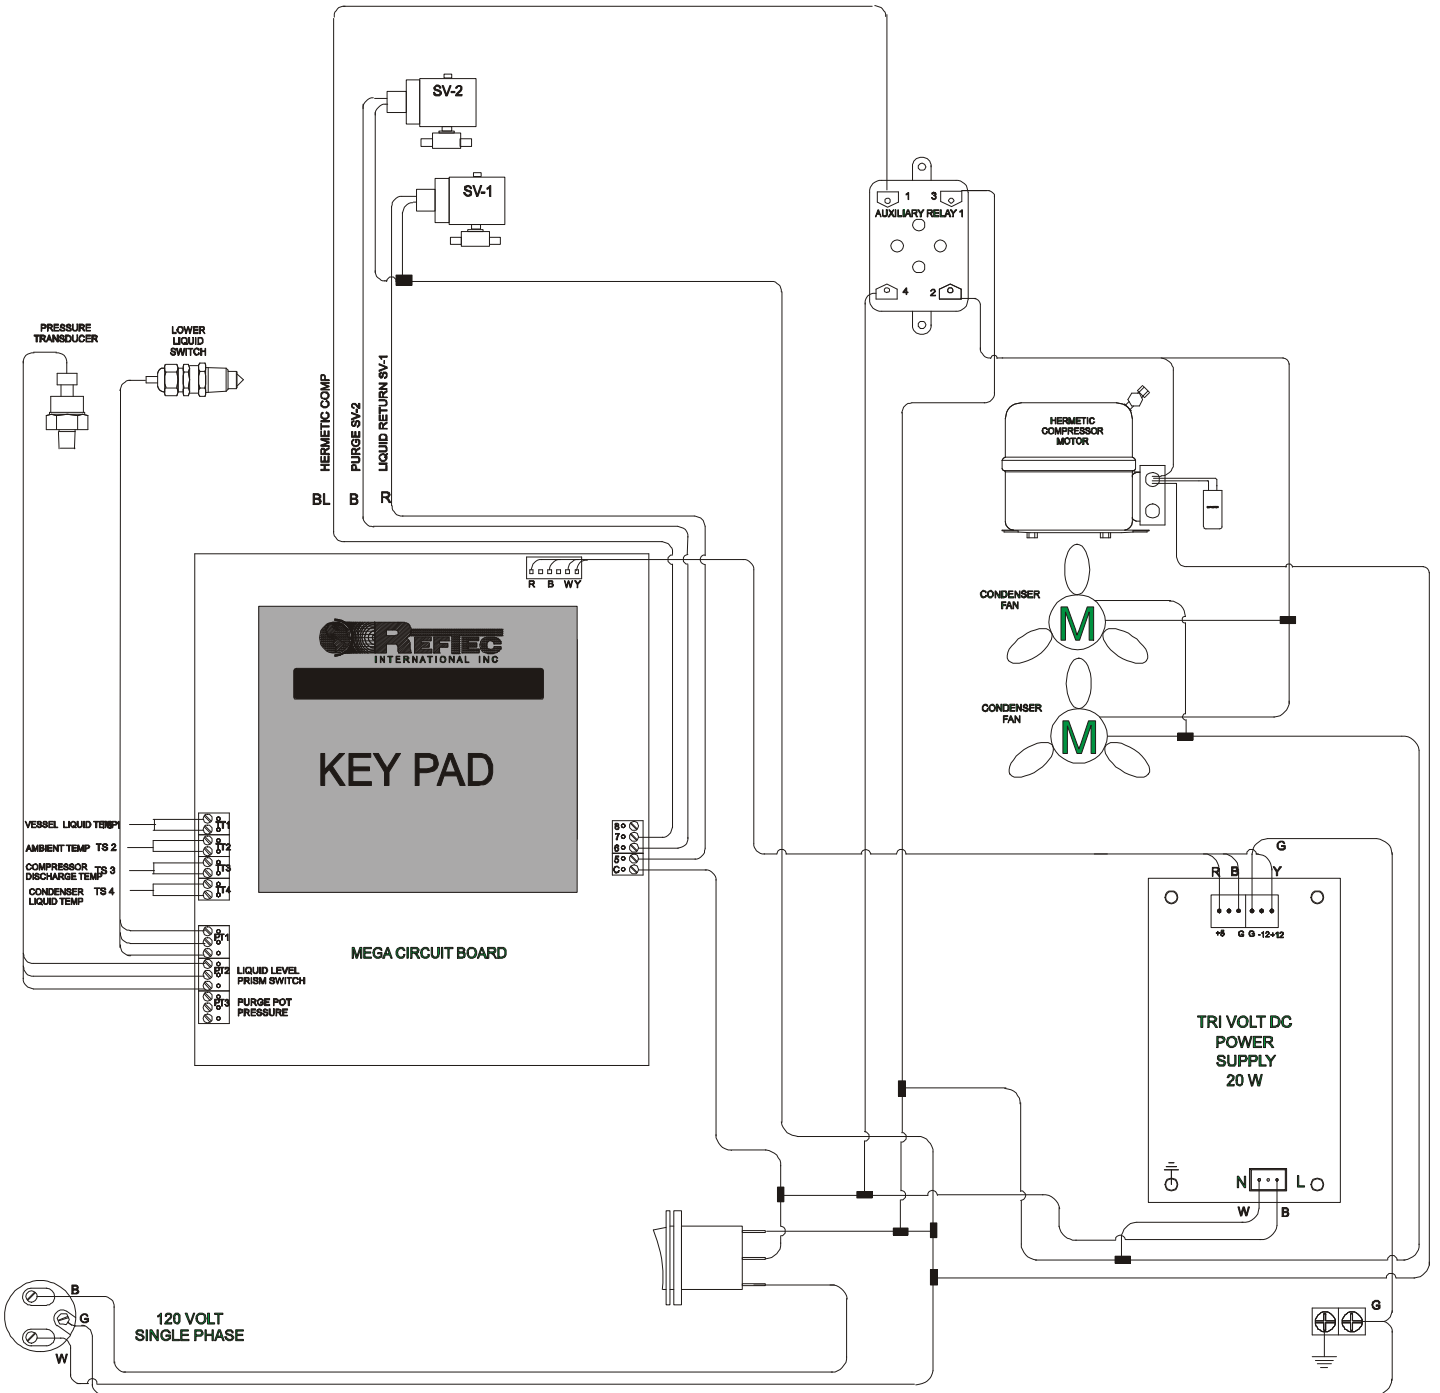 SV-2
SV-1
1
3
AUXILIARY RELAY 1
4
2
PRESSURE
TRANSDUCER
LOWER
LIQUID
SWITCH
HERMETIC COMP
PURGE SV-2
LIQUID RETURN SV-1
BL
B
R
HERMETIC
COMPRESSOR
MOTOR
R B W Y
REFTEC
INTERNATIONAL INC
KEY PAD
CONDENSER
FAN
M
CONDENSER
FAN
M
VESSEL LIQUID TEMP
TT1
AMBIENT TEMP TS 2
TT2
COMPRESSOR
DISCHARGE TEMP
TS 3
TT3
CONDENSER
LIQUID TEMP
TS 4
TT4
8
7
6
5
C
PT1
PT2
LIQUID LEVEL
PRISM SWITCH
PT3
PURGE POT
PRESSURE
MEGA CIRCUIT BOARD
G
R B Y
+5 G G -12+12
TRI VOLT DC
POWER
SUPPLY
20 W
N L
W B
B
G
W
120 VOLT
SINGLE PHASE
G